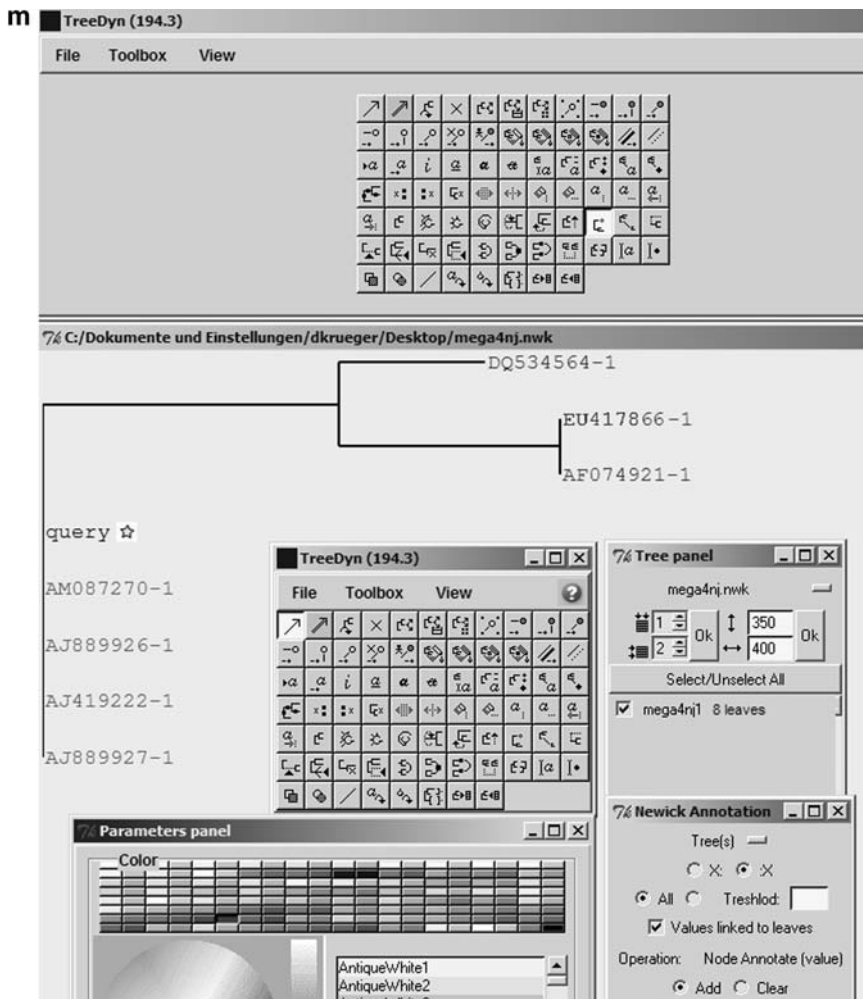 m
TreeDyn (194.3)
File Toolbox View
C:/Dokumente und Einstellungen/dkrueger/Desktop/mega4nj.nwk
DQ534564-1
EU417866-1
AF074921-1
query
AM087270-1
AJ889926-1
AJ419222-1
AJ889927-1
TreeDyn (194.3)
File Toolbox View
Tree panel
mega4nj.nwk
1 Ok 350 Ok
2 400
Select/Unselect All
mega4nj1 8 leaves
Parameters panel
Color
AntiqueWhite1
AntiqueWhite2
Newick Annotation
Tree(s)
X: :X
All Treshlod:
Values linked to leaves
Operation: Node Annotate (value)
Add Clear